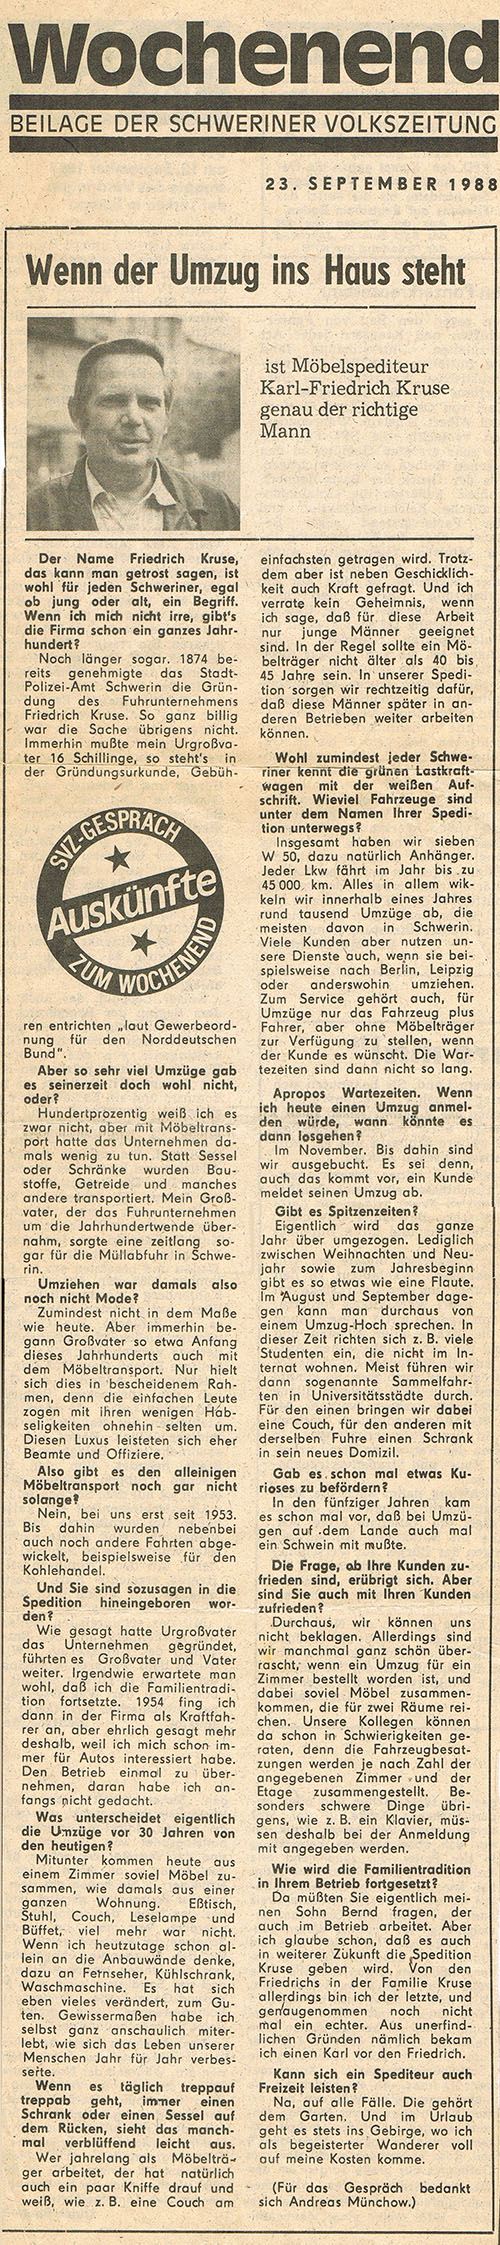 Wochenend
BEILAGE DER SCHWERINER VOLKSZEITUNG
23. SEPTEMBER 1988
Wenn der Umzug ins Haus steht
ist Möbelspediteur
Karl-Friedrich Kruse
genau der richtige
Mann
Der Name Friedrich Kruse,
das kann man getrost sagen, ist
wohl für jeden Schweriner, egal
ob jung oder alt, ein Begriff.
Wenn ich mich nicht irre, gibt's
die Firma schon ein ganzes Jahr-
hundert?
Noch länger sogar. 1874 be-
reits genehmigte das Stadt-
Polizei-Amt Schwerin die Grün-
dung des Fuhrunternehmens
Friedrich Kruse. So ganz billig
war die Sache übrigens nicht.
Immerhin mußte mein Urgroßva-
ter 16 Schillinge, so steht's in
der Gründungsurkunde, Gebüh-
SVZ-GESPRÄCH
Auskünfte
ZUM WOCHENEND
ren entrichten „laut Gewerbeord-
nung für den Norddeutschen
Bund".
Aber so sehr viel Umzüge gab
es seinerzeit doch wohl nicht,
oder?
Hundertprozentig weiß ich es
zwar nicht, aber mit Möbeltrans-
port hatte das Unternehmen da-
mals wenig zu tun. Statt Sessel
oder Schränke wurden Bau-
stoffe, Getreide und manches
andere transportiert. Mein Groß-
vater, der das Fuhrunternehmen
um die Jahrhundertwende über-
nahm, sorgte eine zeitlang so-
gar für die Müllabfuhr in Schwe-
rin.
Umziehen war damals also
noch nicht Mode?
Zumindest nicht in dem Maße
wie heute. Aber immerhin be-
gann Großvater so etwa Anfang
dieses Jahrhunderts auch mit
dem Möbeltransport. Nur hielt
sich dies in bescheidenem Rah-
men, denn die einfachen Leute
zogen mit ihren wenigen Hab-
seligkeiten ohnehin selten um.
Diesen Luxus leisteten sich eher
Beamte und Offiziere.
Also gibt es den alleinigen
Möbeltransport noch gar nicht
solange?
Nein, bei uns erst seit 1953.
Bis dahin wurden nebenbei
auch noch andere Fahrten abge-
wickelt, beispielsweise für den
Kohlehandel.
Und Sie sind sozusagen in die
Spedition hineingeboren wor-
den?
Wie gesagt hatte Urgroßvater
das Unternehmen gegründet,
führten es Großvater und Vater
weiter. Irgendwie erwartete man
wohl, daß ich die Familientradi-
tion fortsetzte. 1954 fing ich
dann in der Firma als Kraftfah-
rer an, aber ehrlich gesagt mehr
deshalb, weil ich mich schon im-
mer für Autos interessiert habe.
Den Betrieb einmal zu über-
nehmen, daran habe ich an-
fangs nicht gedacht.
Was unterscheidet eigentlich
die Umzüge vor 30 Jahren von
den heutigen?
Mitunter kommen heute aus
einem Zimmer soviel Möbel zu-
sammen, wie damals aus einer
ganzen Wohnung. Eßtisch,
Stuhl, Couch, Leselampe und
Büffet, viel mehr war nicht.
Wenn ich heutzutage schon al-
lein an die Anbauwände denke,
dazu an Fernseher, Kühlschrank,
Waschmaschine. Es hat sich
eben vieles verändert, zum Gu-
ten. Gewissermaßen habe ich
selbst ganz anschaulich miter-
lebt, wie sich das Leben unserer
Menschen Jahr für Jahr verbes-
serte.
Wenn es täglich treppauf
treppab geht, immer einen
Schrank oder einen Sessel auf
dem Rücken, sieht das manch-
mal verblüffend leicht aus.
Wer jahrelang als Möbelträ-
ger arbeitet, der hat natürlich
auch ein paar Kniffe drauf und
weiß, wie z. B. eine Couch am
einfachsten getragen wird. Trotz-
dem aber ist neben Geschicklich-
keit auch Kraft gefragt. Und ich
verrate kein Geheimnis, wenn
ich sage, daß für diese Arbeit
nur junge Männer geeignet
sind. In der Regel sollte ein Mö-
belträger nicht älter als 40 bis
45 Jahre sein. In unserer Spedi-
tion sorgen wir rechtzeitig dafür,
daß diese Männer später in an-
deren Betrieben weiter arbeiten
können.
Wohl zumindest jeder Schwe-
riner kennt die grünen Lastkraft-
wagen mit der weißen Auf-
schrift. Wieviel Fahrzeuge sind
unter dem Namen Ihrer Spedi-
tion unterwegs?
Insgesamt haben wir sieben
W 50, dazu natürlich Anhänger.
Jeder Lkw fährt im Jahr bis zu
45 000 km. Alles in allem wik-
keln wir innerhalb eines Jahres
rund tausend Umzüge ab, die
meisten davon in Schwerin.
Viele Kunden aber nutzen un-
sere Dienste auch, wenn sie bei-
spielsweise nach Berlin, Leipzig
oder anderswohin umziehen.
Zum Service gehört auch, für
Umzüge nur das Fahrzeug plus
Fahrer, aber ohne Möbelträger
zur Verfügung zu stellen, wenn
der Kunde es wünscht. Die War-
tezeiten sind dann nicht so lang.
Apropos Wartezeiten. Wenn
ich heute einen Umzug anmel-
den würde, wann könnte es
dann losgehen?
Im November. Bis dahin sind
wir ausgebucht. Es sei denn,
auch das kommt vor, ein Kunde
meldet seinen Umzug ab.
Gibt es Spitzenzeiten?
Eigentlich wird das ganze
Jahr über umgezogen. Lediglich
zwischen Weihnachten und Neu-
jahr sowie zum Jahresbeginn
gibt es so etwas wie eine Flaute.
Im August und September dage-
gen kann man durchaus von
einem Umzug-Hoch sprechen. In
dieser Zeit richten sich z. B. viele
Studenten ein, die nicht im In-
ternat wohnen. Meist führen wir
dann sogenannte Sammelfahr-
ten in Universitätsstädte durch.
Für den einen bringen wir dabei
eine Couch, für den anderen mit
derselben Fuhre einen Schrank
in sein neues Domizil.
Gab es schon mal etwas Ku-
rioses zu befördern?
In den fünfziger Jahren kam
es schon mal vor, daß bei Umzü-
gen auf dem Lande auch mal
ein Schwein mit mußte.
Die Frage, ob Ihre Kunden zu-
frieden sind, erübrigt sich. Aber
sind Sie auch mit Ihren Kunden
zufrieden?
Durchaus, wir können uns
nicht beklagen. Allerdings sind
wir manchmal ganz schön über-
rascht, wenn ein Umzug für ein
Zimmer bestellt worden ist, und
dabei soviel Möbel zusammen-
kommen, die für zwei Räume rei-
chen. Unsere Kollegen können
da schon in Schwierigkeiten ge-
raten, denn die Fahrzeugbesat-
zungen werden je nach Zahl der
angegebenen Zimmer und der
Etage zusammengestellt. Be-
sonders schwere Dinge übri-
gens, wie z. B. ein Klavier, müs-
sen deshalb bei der Anmeldung
mit angegeben werden.
Wie wird die Familientradition
in Ihrem Betrieb fortgesetzt?
Da müßten Sie eigentlich mei-
nen Sohn Bernd fragen, der
auch im Betrieb arbeitet. Aber
ich glaube schon, daß es auch
in weiterer Zukunft die Spedition
Kruse geben wird. Von den
Friedrichs in der Familie Kruse
allerdings bin ich der letzte, und
genaugenommen noch nicht
mal ein echter. Aus unerfind-
lichen Gründen nämlich bekam
ich einen Karl vor den Friedrich.
Kann sich ein Spediteur auch
Freizeit leisten?
Na, auf alle Fälle. Die gehört
dem Garten. Und im Urlaub
geht es stets ins Gebirge, wo ich
als begeisterter Wanderer voll
auf meine Kosten komme.
(Für das Gespräch bedankt
sich Andreas Münchow.)